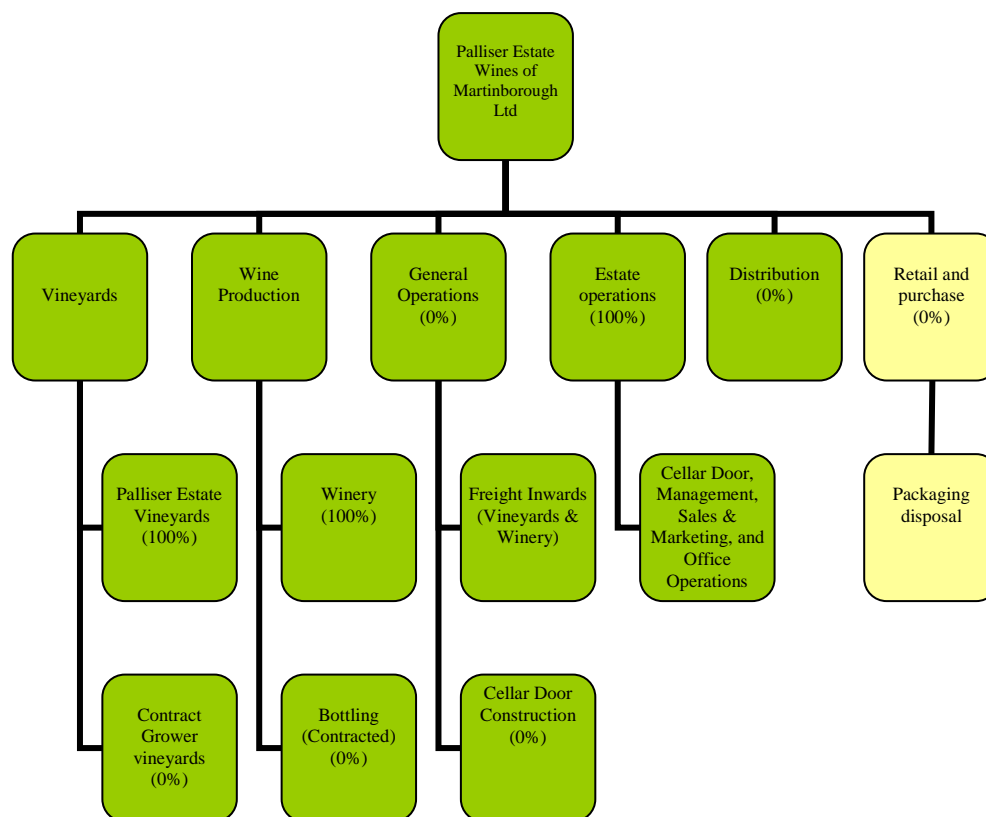 Palliser Estate
Wines of
Martinborough
Ltd
Vineyards
Wine
Production
General
Operations
(0%)
Estate
operations
(100%)
Distribution
(0%)
Retail and
purchase
(0%)
Palliser Estate
Vineyards
(100%)
Winery
(100%)
Freight Inwards
(Vineyards &
Winery)
Cellar Door,
Management,
Sales &
Marketing, and
Office
Operations
Packaging
disposal
Contract
Grower
vineyards
(0%)
Bottling
(Contracted)
(0%)
Cellar Door
Construction
(0%)